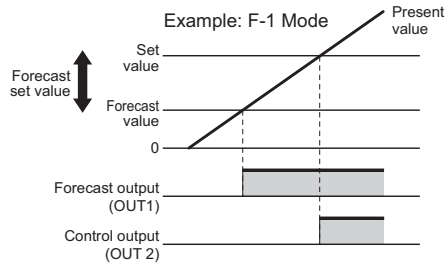 Example: F-1 Mode
Present
value
Set
value
Forecast
set value
Forecast
value
0
Forecast output
(OUT1)
Control output
(OUT 2)